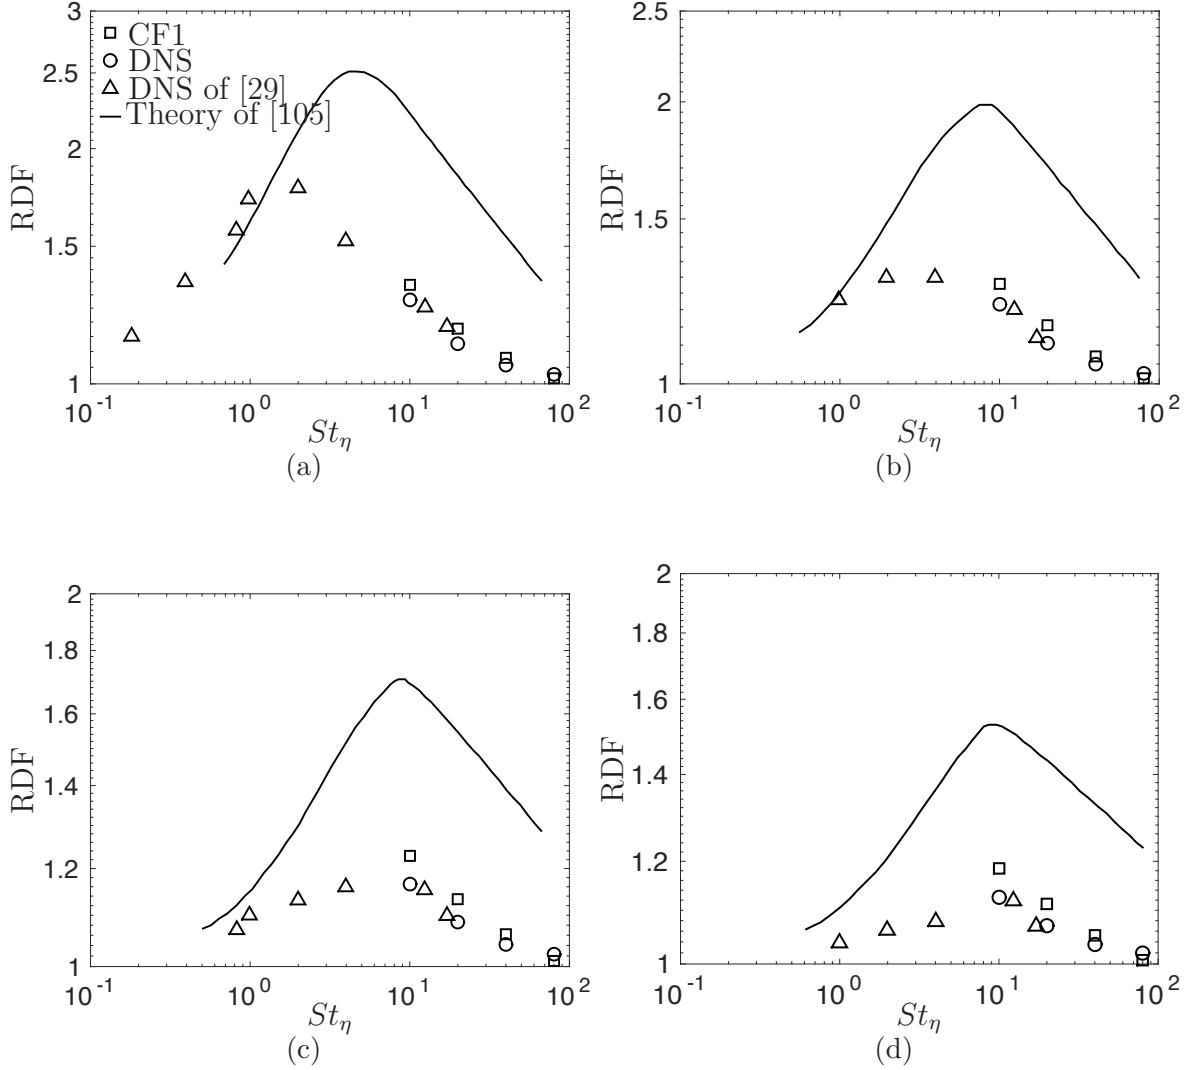 3
2.5
2
1.5
1
RDF
CF1
DNS
DNS of [29]
Theory of [105]
10^-1 10^0 10^1 10^2
St_η
(a)
2.5
2
1.5
1
RDF
10^-1 10^0 10^1 10^2
St_η
(b)
2
1.8
1.6
1.4
1.2
1
RDF
10^-1 10^0 10^1 10^2
St_η
(c)
2
1.8
1.6
1.4
1.2
1
RDF
10^-1 10^0 10^1 10^2
St_η
(d)